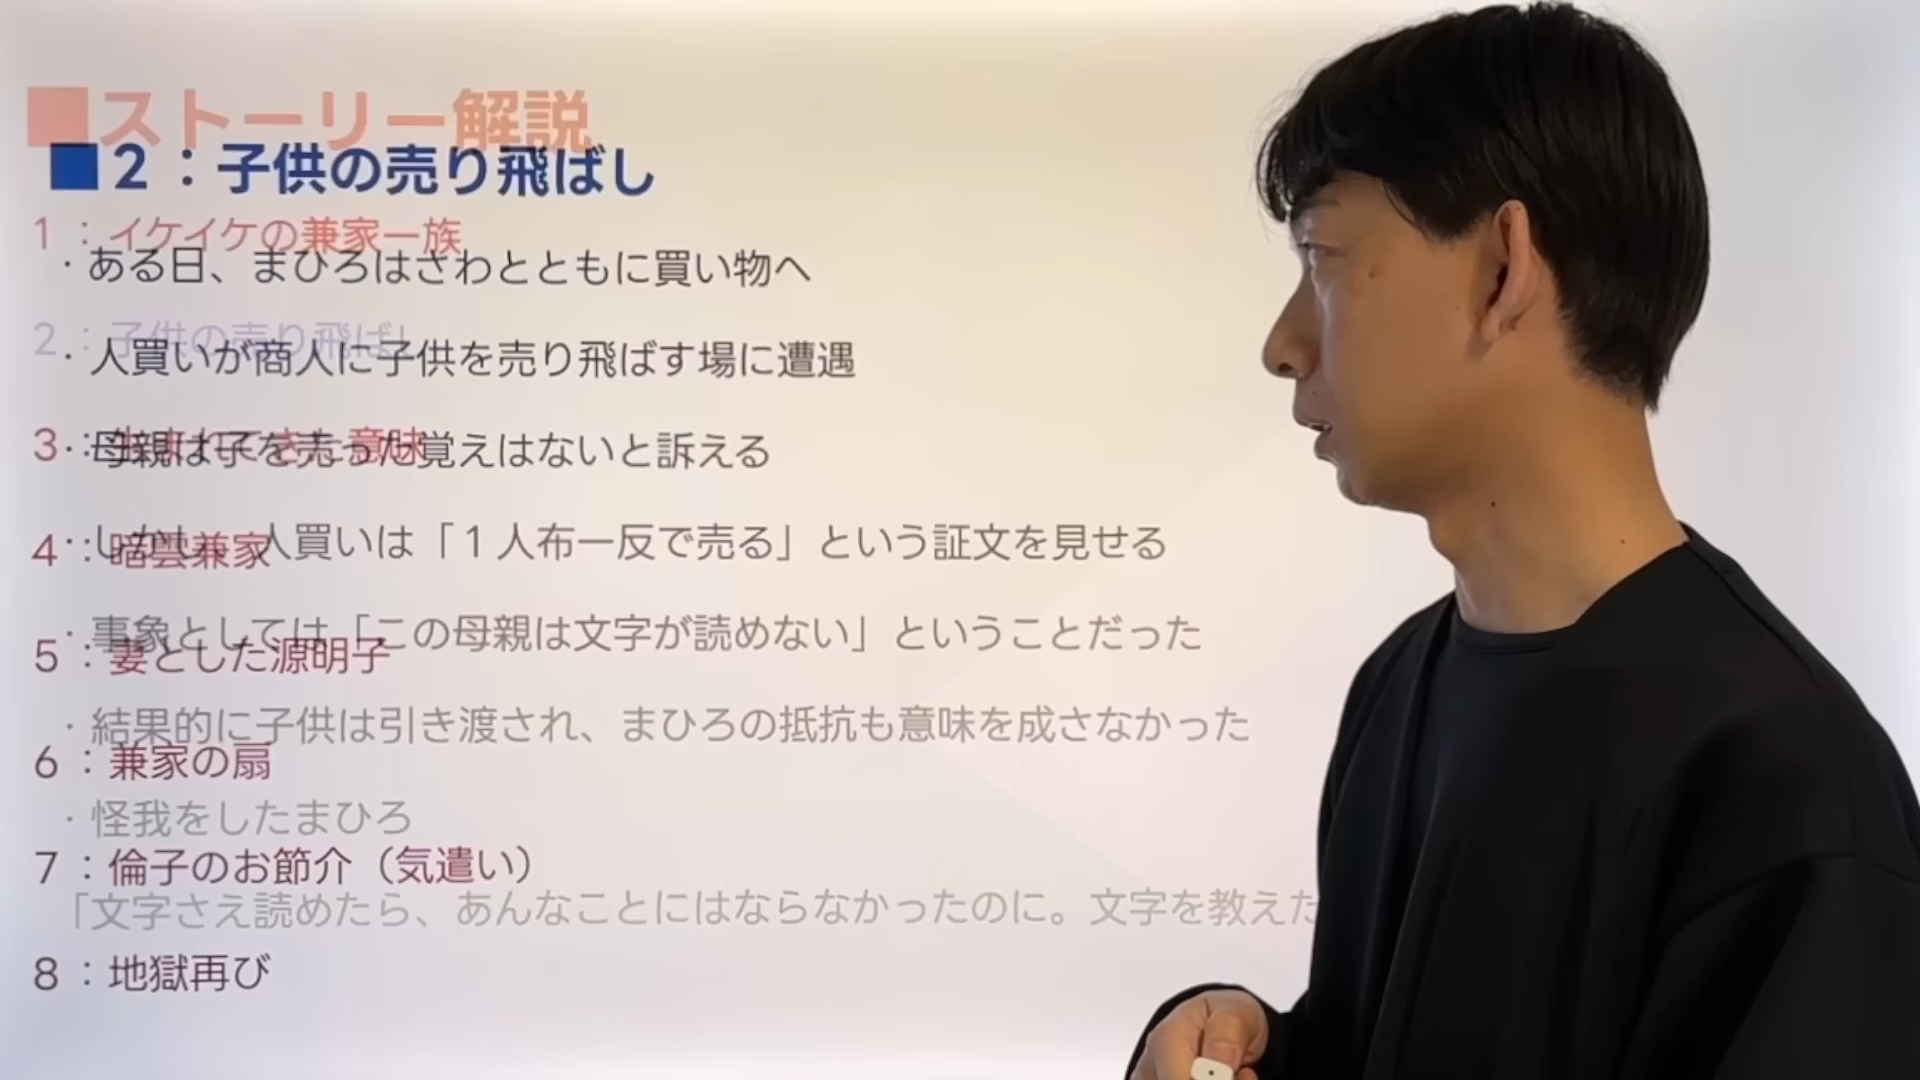 ■ストーリー解説
■2：子供の売り飛ばし
1：イケイケの兼家一族
・ある日、まひろはさわとともに買い物へ
2：子供の売り飛ばし
・人買いが商人に子供を売り飛ばす場に遭遇
3：生まれてきた意味
・母親は子を売った覚えはないと訴える
4：暗雲兼家
・しかし、人買いは「1人布一反で売る」という証文を見せる
・事象としては「この母親は文字が読めない」ということだった
5：妻とした源明子
・結果的に子供は引き渡され、まひろの抵抗も意味を成さなかった
6：兼家の扇
・怪我をしたまひろ
7：倫子のお節介（気遣い）
「文字さえ読めたら、あんなことにはならなかったのに。文字を教えた
8：地獄再び